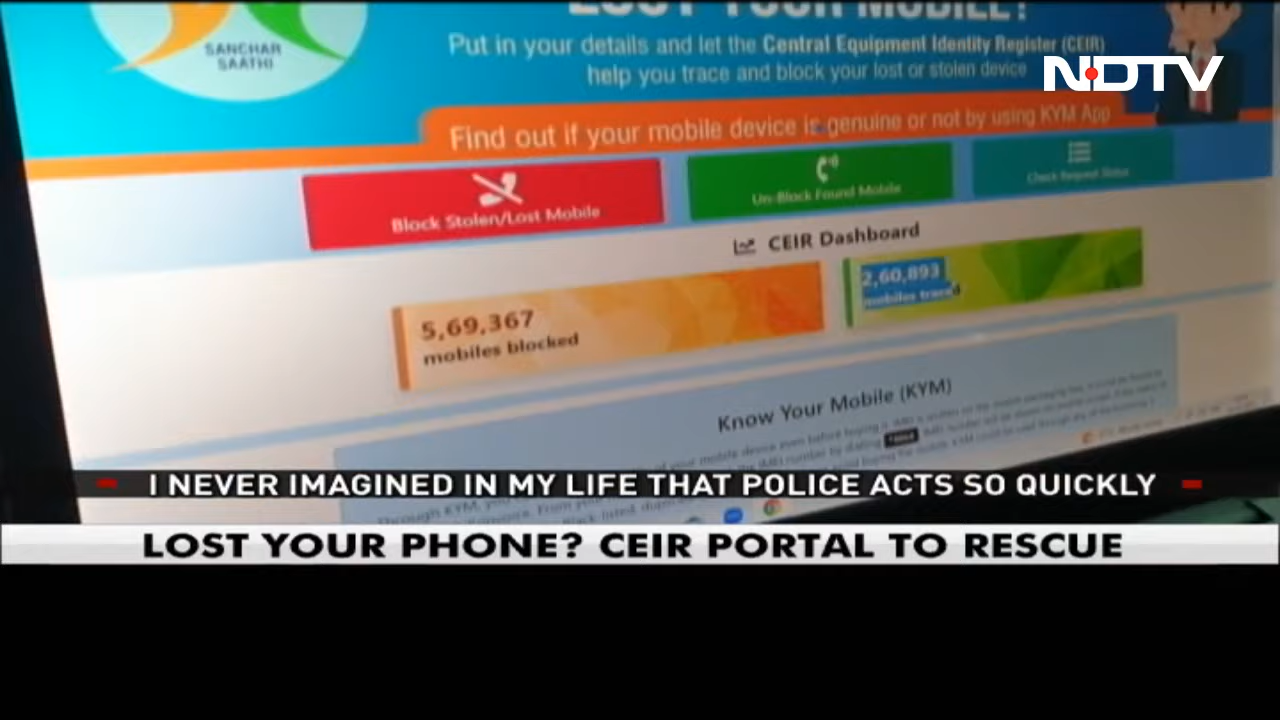 LOST YOUR MOBILE?
SANCHAR
SAATHI
Put in your details and let the Central Equipment Identity Register (CEIR)
help you trace and block your lost or stolen device
NDTV
Find out if your mobile device is genuine or not by using KYM App
Block Stolen/Lost Mobile
Un-Block Found Mobile
Check Request Status
CEIR Dashboard
5,69,367
mobiles blocked
2,60,893
mobiles traced
Know Your Mobile (KYM)
I NEVER IMAGINED IN MY LIFE THAT POLICE ACTS SO QUICKLY
LOST YOUR PHONE? CEIR PORTAL TO RESCUE